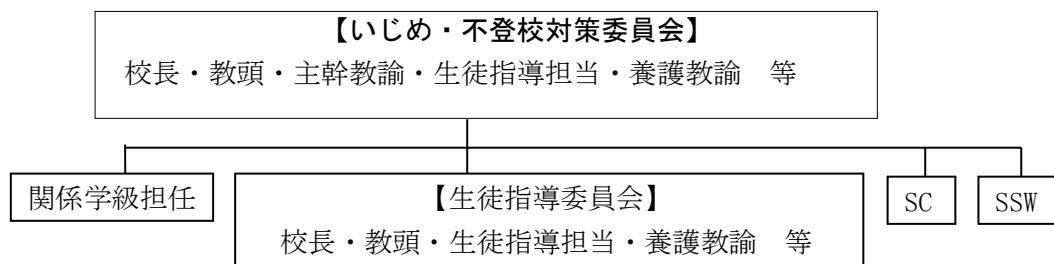 【いじめ・不登校対策委員会】
校長・教頭・主幹教諭・生徒指導担当・養護教諭　等
関係学級担任
【生徒指導委員会】
校長・教頭・生徒指導担当・養護教諭　等
SC
SSW